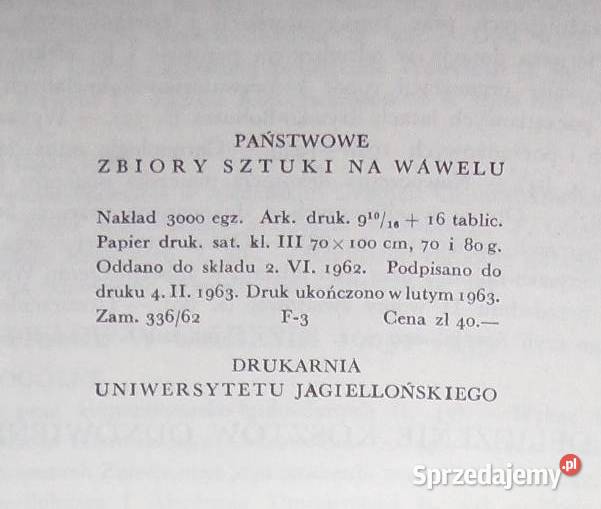 PAŃSTWOWE
ZBIORY SZTUKI NA WAWELU
Nakład 3000 egz. Ark. druk. 9¹⁰/₁₆ + 16 tablic.
Papier druk. sat. kl. III 70 × 100 cm, 70 i 80 g.
Oddano do składu 2. VI. 1962. Podpisano do
druku 4. II. 1963. Druk ukończono w lutym 1963.
Zam. 336/62 F-3 Cena zł 40.—
DRUKARNIA
UNIWERSYTETU JAGIELLOŃSKIEGO
Sprzedajemy.pl